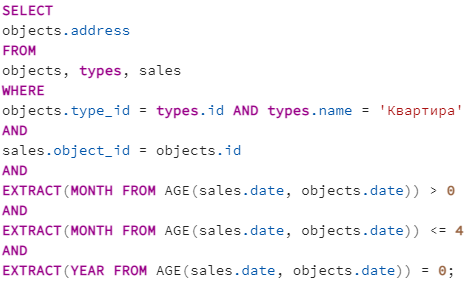 SELECT
objects.address
FROM
objects, types, sales
WHERE
objects.type_id = types.id AND types.name = 'Квартира'
AND
sales.object_id = objects.id
AND
EXTRACT(MONTH FROM AGE(sales.date, objects.date)) > 0
AND
EXTRACT(MONTH FROM AGE(sales.date, objects.date)) <= 4
AND
EXTRACT(YEAR FROM AGE(sales.date, objects.date)) = 0;